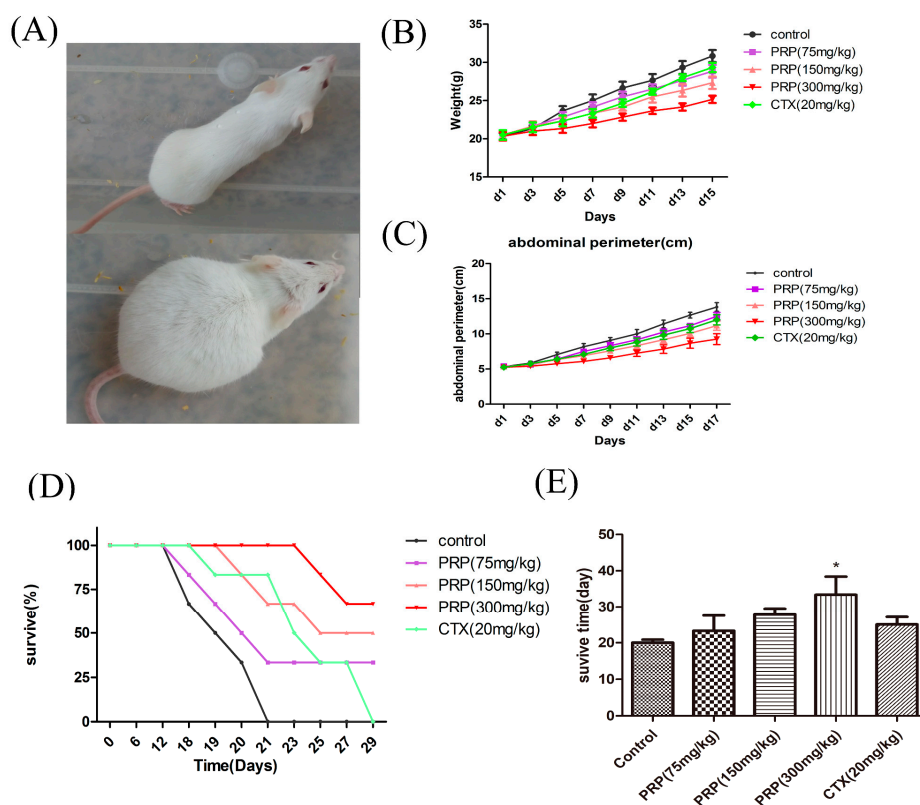 (A)
(B)
35
30
25
20
15
Weight(g)
d1 d3 d5 d7 d9 d11 d13 d15
Days
control
PRP(75mg/kg)
PRP(150mg/kg)
PRP(300mg/kg)
CTX(20mg/kg)
(C)
abdominal perimeter(cm)
20
15
10
5
0
abdominal perimeter(cm)
d1 d3 d5 d7 d9 d11 d13 d15 d17
Days
control
PRP(75mg/kg)
PRP(150mg/kg)
PRP(300mg/kg)
CTX(20mg/kg)
(D)
100
75
50
25
0
survive(%)
0 6 12 18 19 20 21 23 25 27 29
Time(Days)
control
PRP(75mg/kg)
PRP(150mg/kg)
PRP(300mg/kg)
CTX(20mg/kg)
(E)
50
40
30
20
10
0
suvive time(day)
*
Control
PRP(75mg/kg)
PRP(150mg/kg)
PRP(300mg/kg)
CTX(20mg/kg)